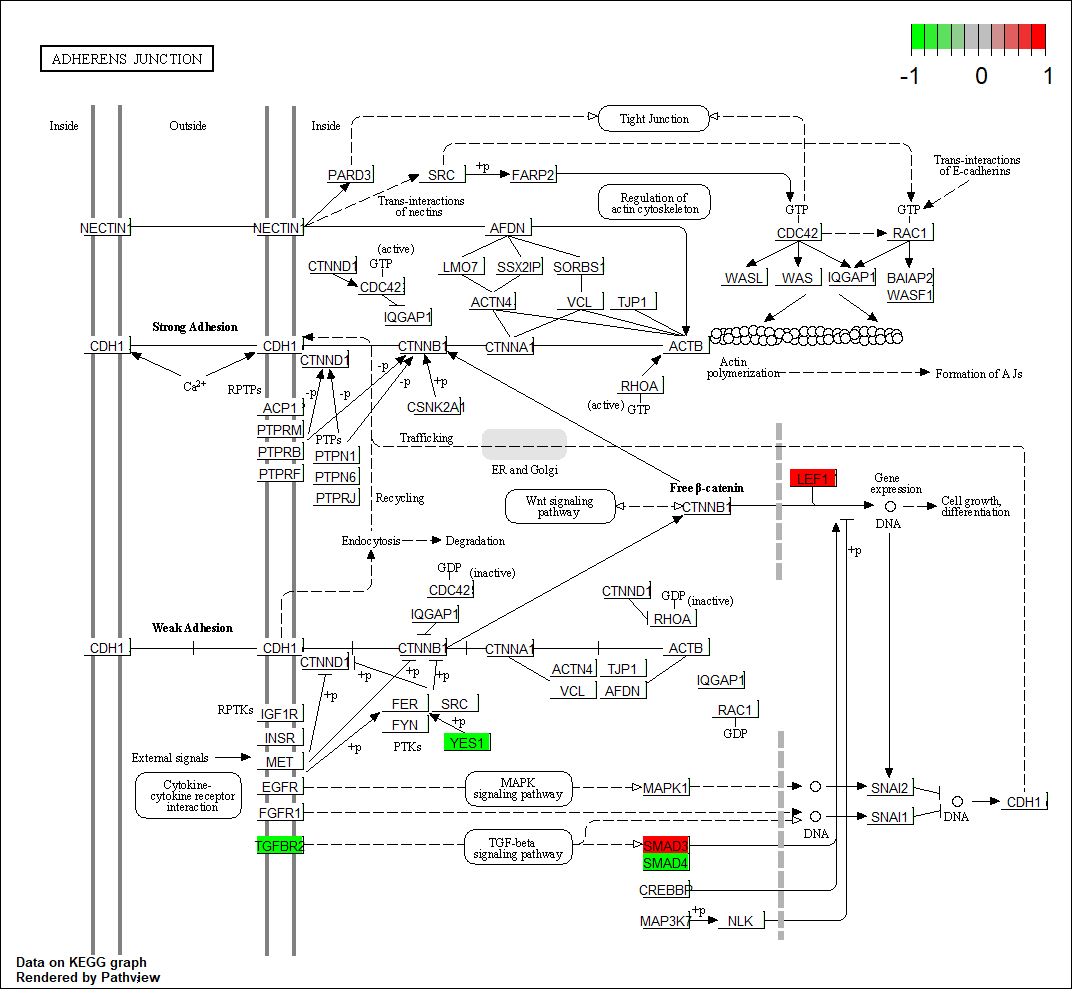 ADHERENS JUNCTION
-1 0 1
Inside
Outside
Inside
Tight Junction
PARD3
SRC
+p
FARP2
Trans-interactions
of E-cadherins
Trans-interactions
of nectins
Regulation of
actin cytoskeleton
GTP
GTP
NECTIN1
NECTIN1
AFDN
CDC42
RAC1
(active)
GTP
CTNND1
CDC42
IQGAP1
LMO7
SSX2IP
SORBS1
WASL
WAS
IQGAP1
BAIAP2
WASF1
ACTN4
VCL
TJP1
Strong Adhesion
CDH1
CDH1
CTNND1
CTNNB1
CTNNA1
ACTB
Actin
polymerization
Formation of AJs
Ca2+
RPTPs
-p
-p
-p
+p
CSNK2A1
RHOA
(active)
GTP
ACP1
PTPRM
PTPRB
PTPRF
PTPs
PTPN1
PTPN6
PTPRJ
Trafficking
ER and Golgi
Recycling
Free β-catenin
CTNNB1
Wnt signaling
pathway
LEF1
Gene
expression
DNA
Cell growth,
differentiation
+p
Endocytosis
Degradation
GDP
(inactive)
CDC42
IQGAP1
CTNND1
GDP
(inactive)
RHOA
Weak Adhesion
CDH1
CDH1
CTNND1
CTNNB1
CTNNA1
ACTB
+p
+p
+p
+p
ACTN4
TJP1
VCL
AFDN
IQGAP1
RAC1
GDP
RPTKs
IGF1R
INSR
MET
EGFR
FGFR1
TGFBR2
FER
SRC
FYN
+p
YES1
PTKs
+p
External signals
Cytokine-
cytokine receptor
interaction
MAPK
signaling pathway
MAPK1
SNAI2
SNAI1
DNA
DNA
CDH1
TGF-beta
signaling pathway
SMAD3
SMAD4
CREBBP
MAP3K7
+p
NLK
Data on KEGG graph
Rendered by Pathview